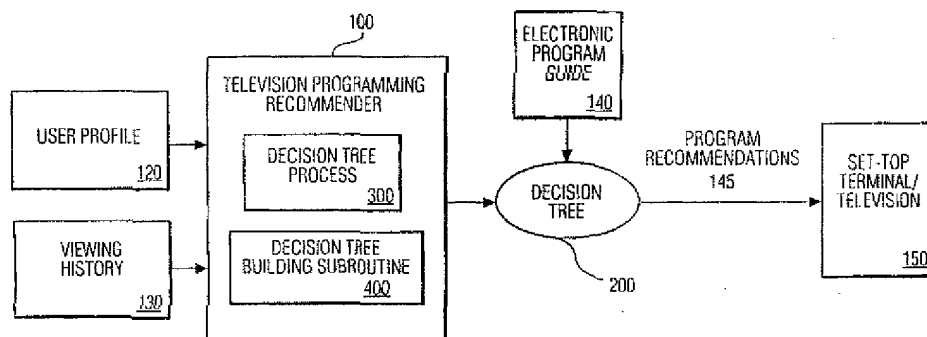 100
TELEVISION PROGRAMMING
RECOMMENDER
USER PROFILE
120
DECISION TREE
PROCESS
300
VIEWING
HISTORY
130
DECISION TREE
BUILDING SUBROUTINE
400
ELECTRONIC
PROGRAM
GUIDE
140
DECISION
TREE
200
PROGRAM
RECOMMENDATIONS
145
SET-TOP
TERMINAL/
TELEVISION
150